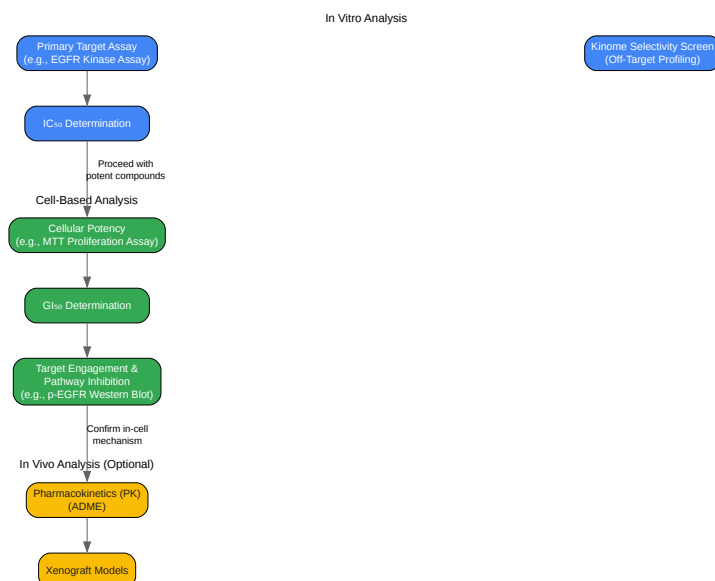 In Vitro Analysis
Primary Target Assay
(e.g., EGFR Kinase Assay)
Kinome Selectivity Screen
(Off-Target Profiling)
IC₅₀ Determination
Proceed with
potent compounds
Cell-Based Analysis
Cellular Potency
(e.g., MTT Proliferation Assay)
GI₅₀ Determination
Target Engagement &
Pathway Inhibition
(e.g., p-EGFR Western Blot)
Confirm in-cell
mechanism
In Vivo Analysis (Optional)
Pharmacokinetics (PK)
(ADME)
Xenograft Models